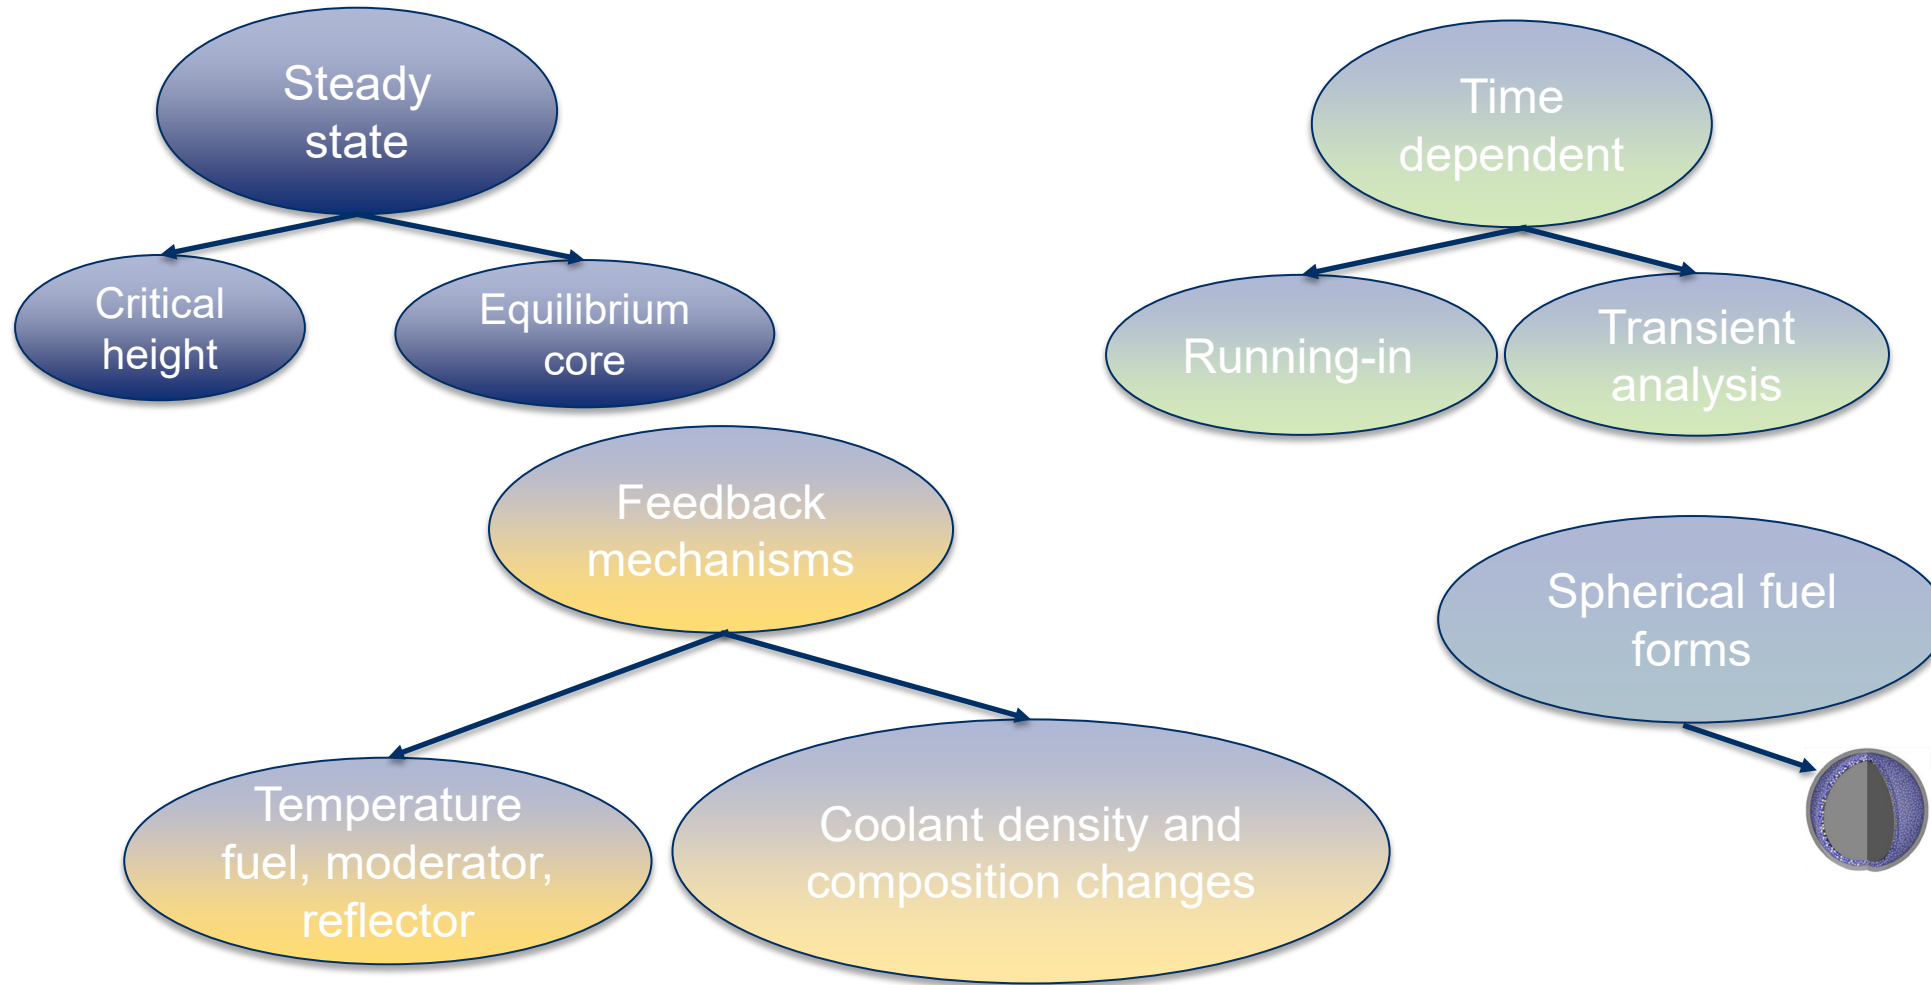 Steady
state
Critical
height
Equilibrium
core
Time
dependent
Running-in
Transient
analysis
Feedback
mechanisms
Temperature
fuel, moderator,
reflector
Coolant density and
composition changes
Spherical fuel
forms